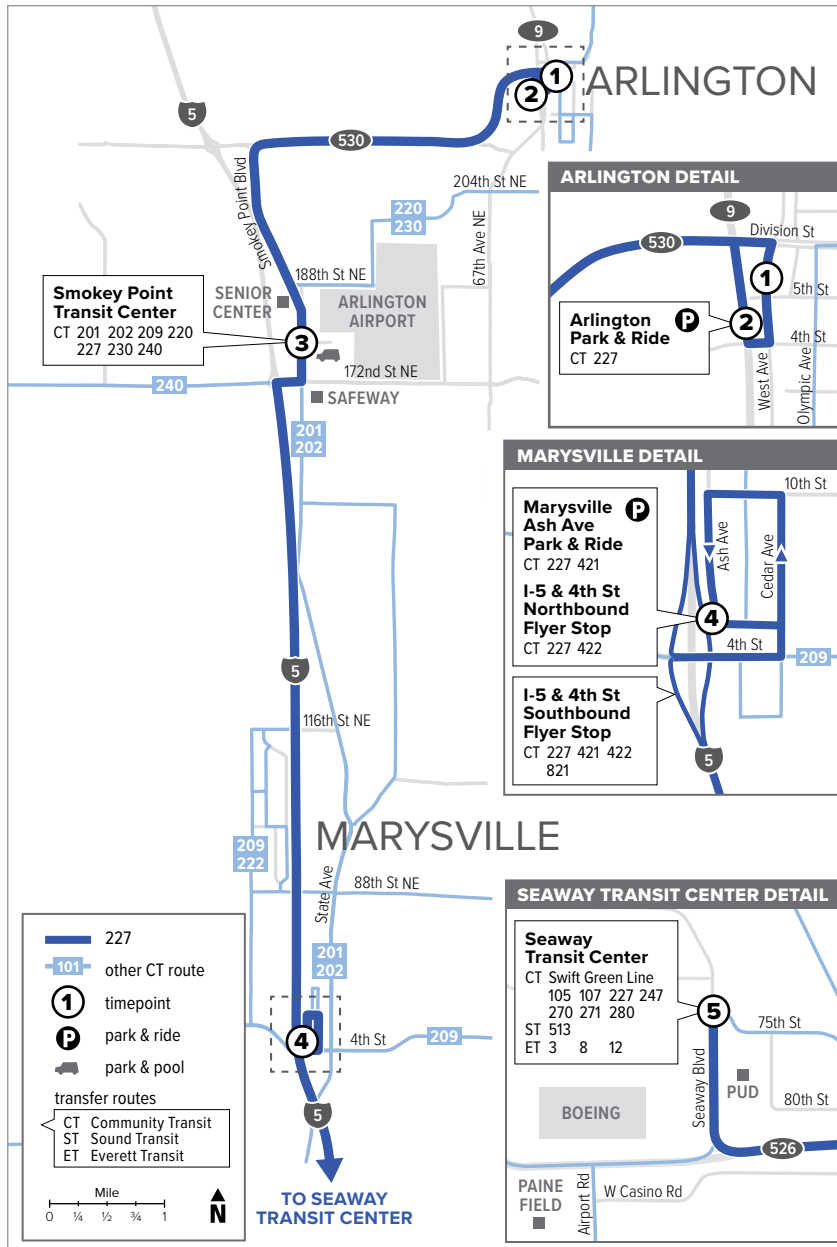 9
1
2
ARLINGTON
5
530
Smokey Point Blvd
204th St NE
220
230
67th Ave NE
188th St NE
SENIOR
CENTER
ARLINGTON
AIRPORT
Smokey Point
Transit Center
CT 201 202 209 220
227 230 240
3
172nd St NE
240
SAFEWAY
201
202
5
116th St NE
MARYSVILLE
209
222
State Ave
88th St NE
201
202
4
4th St
209
5
TO SEAWAY
TRANSIT CENTER
ARLINGTON DETAIL
9
Division St
530
1
5th St
Arlington
Park & Ride
CT 227
P
2
4th St
West Ave
Olympic Ave
MARYSVILLE DETAIL
10th St
Marysville
Ash Ave
Park & Ride
CT 227 421
P
I-5 & 4th St
Northbound
Flyer Stop
CT 227 422
Ash Ave
Cedar Ave
4
4th St
209
I-5 & 4th St
Southbound
Flyer Stop
CT 227 421 422
821
5
SEAWAY TRANSIT CENTER DETAIL
Seaway
Transit Center
CT Swift Green Line
105 107 227 247
270 271 280
ST 513
ET 3 8 12
5
75th St
Seaway Blvd
PUD
80th St
BOEING
526
PAINE
FIELD
Airport Rd
W Casino Rd
227
101 other CT route
1 timepoint
P park & ride
park & pool
transfer routes
CT Community Transit
ST Sound Transit
ET Everett Transit
Mile
0 ¼ ½ ¾ 1
N